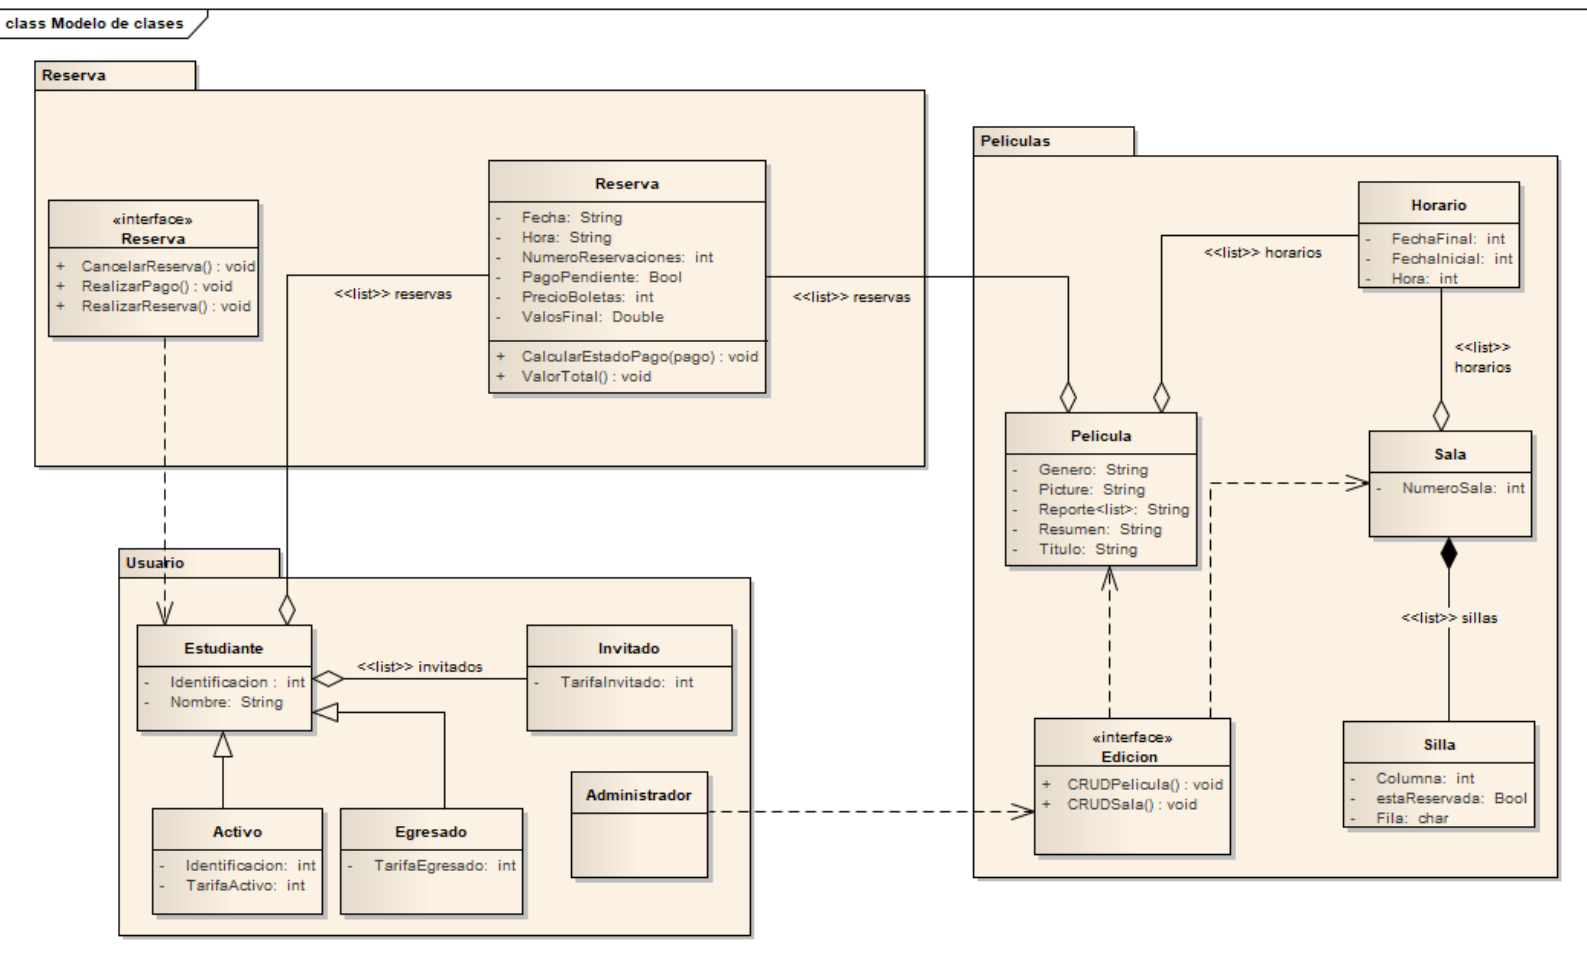 class Modelo de clases
Reserva
«interface»
Reserva
+ CancelarReserva() : void
+ RealizarPago() : void
+ RealizarReserva() : void
Reserva
- Fecha: String
- Hora: String
- NumeroReservaciones: int
- PagoPendiente: Bool
- PrecioBoletas: int
- ValosFinal: Double
+ CalcularEstadoPago(pago) : void
+ ValorTotal() : void
<<list>> reservas
<<list>> reservas
Peliculas
Horario
- FechaFinal: int
- FechaInicial: int
- Hora: int
<<list>> horarios
<<list>>
horarios
Pelicula
- Genero: String
- Picture: String
- Reporte<list>: String
- Resumen: String
- Titulo: String
Sala
- NumeroSala: int
<<list>> sillas
«interface»
Edicion
+ CRUDPelicula() : void
+ CRUDSala() : void
Silla
- Columna: int
- estaReservada: Bool
- Fila: char
Usuario
Estudiante
- Identificacion : int
- Nombre: String
<<list>> invitados
Invitado
- TarifaInvitado: int
Activo
- Identificacion: int
- TarifaActivo: int
Egresado
- TarifaEgresado: int
Administrador